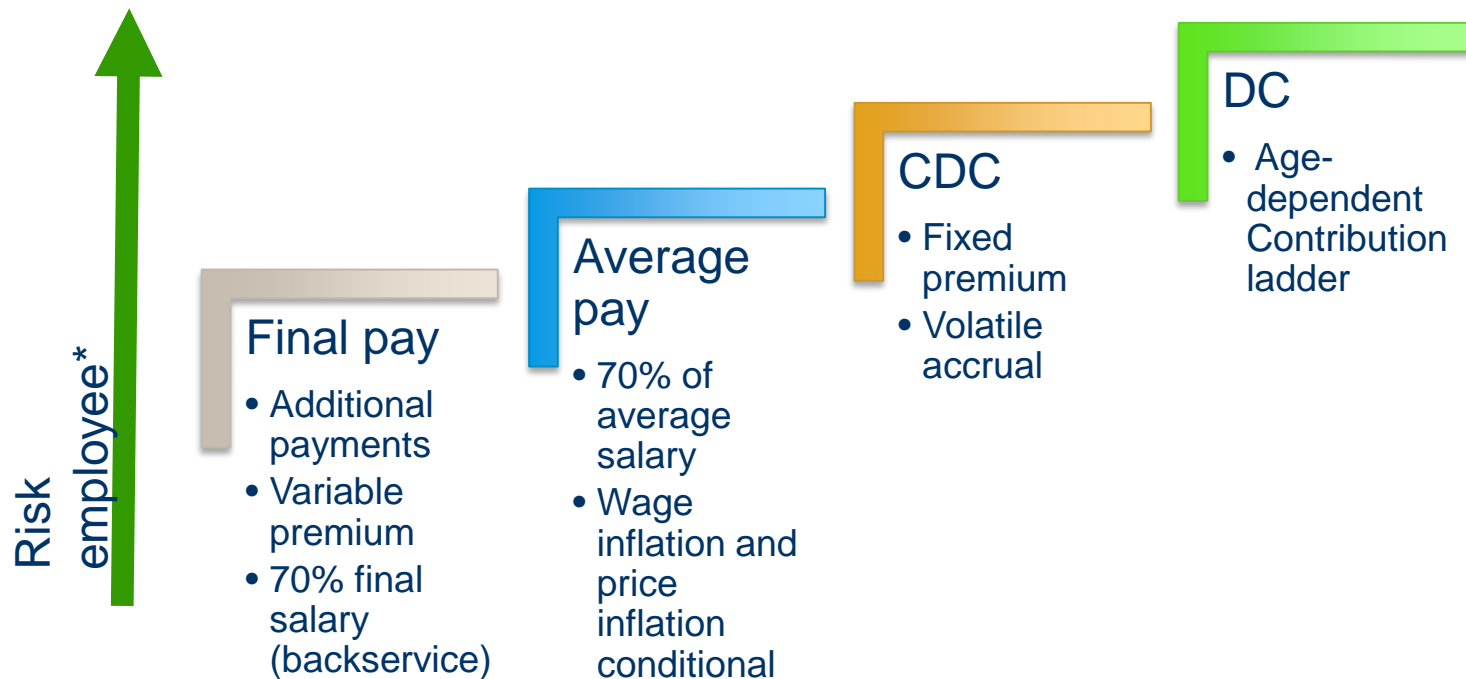 Risk
employee*
Final pay
• Additional
payments
• Variable
premium
• 70% final
salary
(backservice)
Average
pay
• 70% of
average
salary
• Wage
inflation and
price
inflation
conditional
CDC
• Fixed
premium
• Volatile
accrual
DC
• Age-
dependent
Contribution
ladder